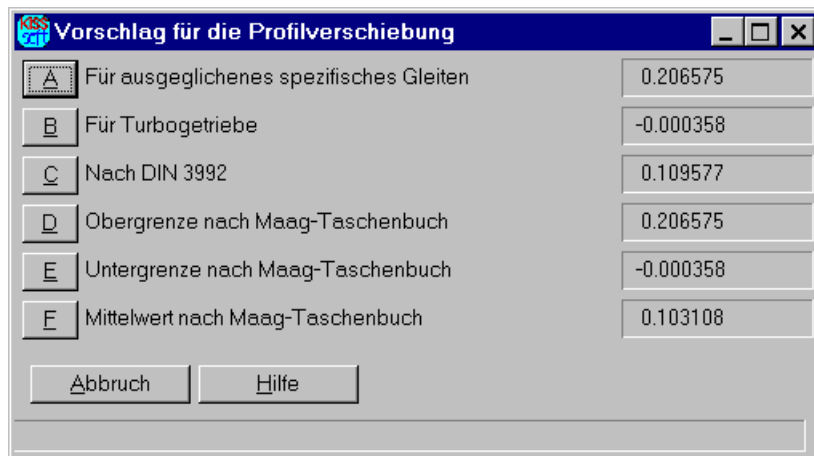 KISS soft Vorschlag für die Profilverschiebung
A Für ausgeglichenes spezifisches Gleiten 0.206575
B Für Turbogetriebe -0.000358
C Nach DIN 3992 0.109577
D Obergrenze nach Maag-Taschenbuch 0.206575
E Untergrenze nach Maag-Taschenbuch -0.000358
F Mittelwert nach Maag-Taschenbuch 0.103108
Abbruch Hilfe